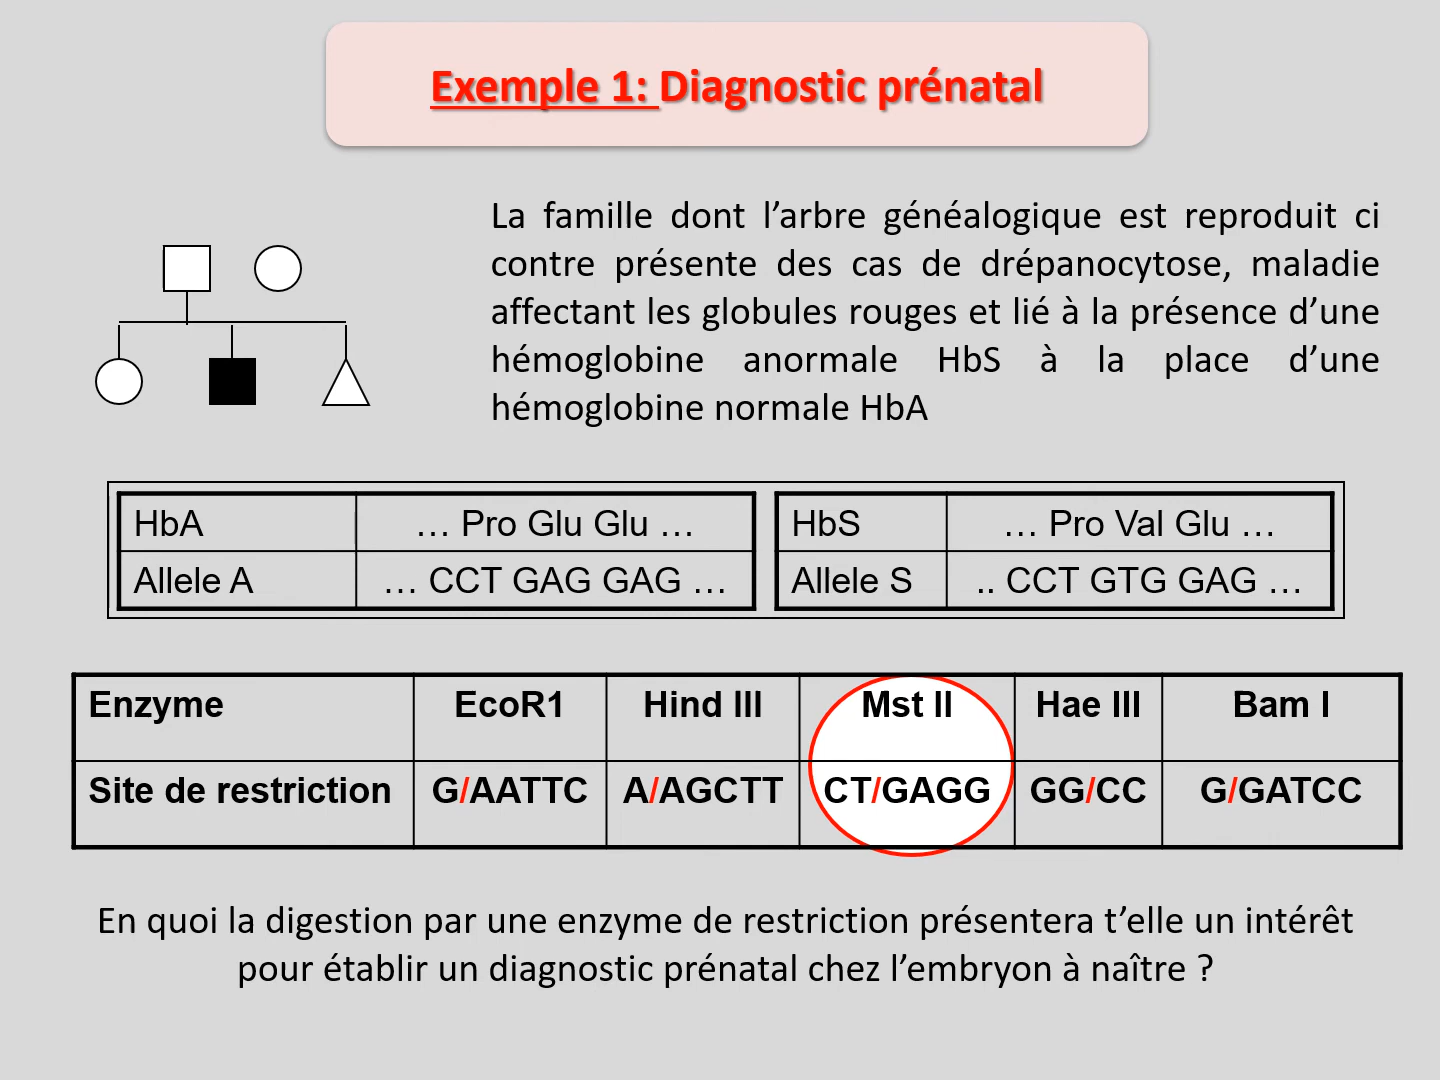 Exemple 1: Diagnostic prénatal
La famille dont l’arbre généalogique est reproduit ci
contre présente des cas de drépanocytose, maladie
affectant les globules rouges et lié à la présence d’une
hémoglobine anormale HbS à la place d’une
hémoglobine normale HbA
HbA … Pro Glu Glu … HbS … Pro Val Glu …
Allele A … CCT GAG GAG … Allele S .. CCT GTG GAG …
Enzyme EcoR1 Hind III Mst II Hae III Bam I
Site de restriction G/AATTC A/AGCTT CT/GAGG GG/CC G/GATCC
En quoi la digestion par une enzyme de restriction présentera t’elle un intérêt
pour établir un diagnostic prénatal chez l’embryon à naître ?